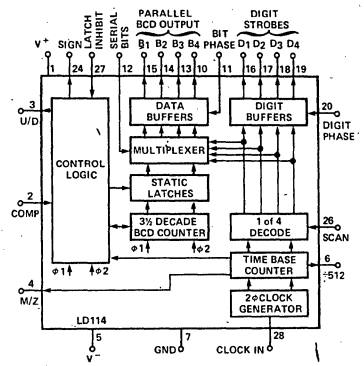 PARALLEL
BCD OUTPUT
DIGIT
STROBES
LATCH
INHIBIT
SERIAL-
BITS
V+
SIGN
B1 B2 B3 B4
BIT
PHASE
D1 D2 D3 D4
1 24 27 12 15 14 13 10 11 16 17 18 19
3
U/D
DATA
BUFFERS
DIGIT
BUFFERS
20
DIGIT
PHASE
MULTIPLEXER
CONTROL
LOGIC
STATIC
LATCHES
2
COMP
3½ DECADE
BCD COUNTER
1 of 4
DECODE
26
SCAN
φ1 φ2
φ1 φ2
TIME BASE
COUNTER
6
÷512
4
M/Z
2φCLOCK
GENERATOR
LD114
5
V−
7
GND
28
CLOCK IN